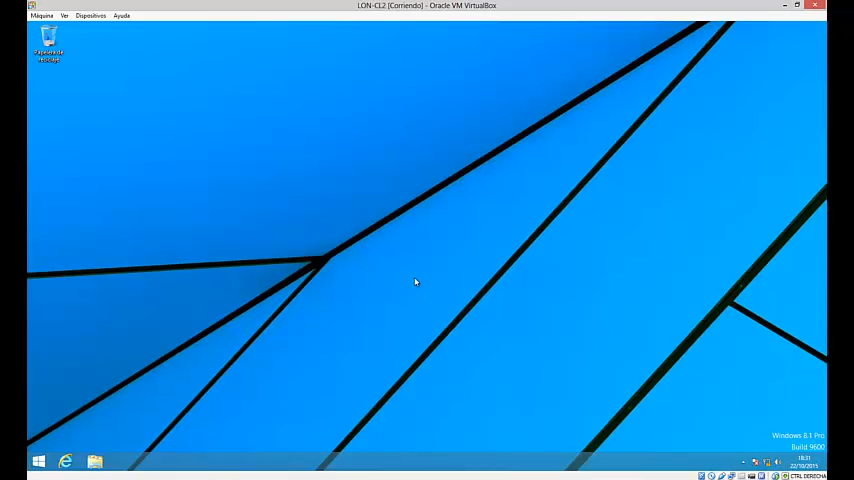 LON-CL2 [Corriendo] - Oracle VM VirtualBox
Máquina Ver Dispositivos Ayuda
Papelera de
reciclaje
Windows 8.1 Pro
Build 9600
18:31
22/10/2015
CTRL DERECHA